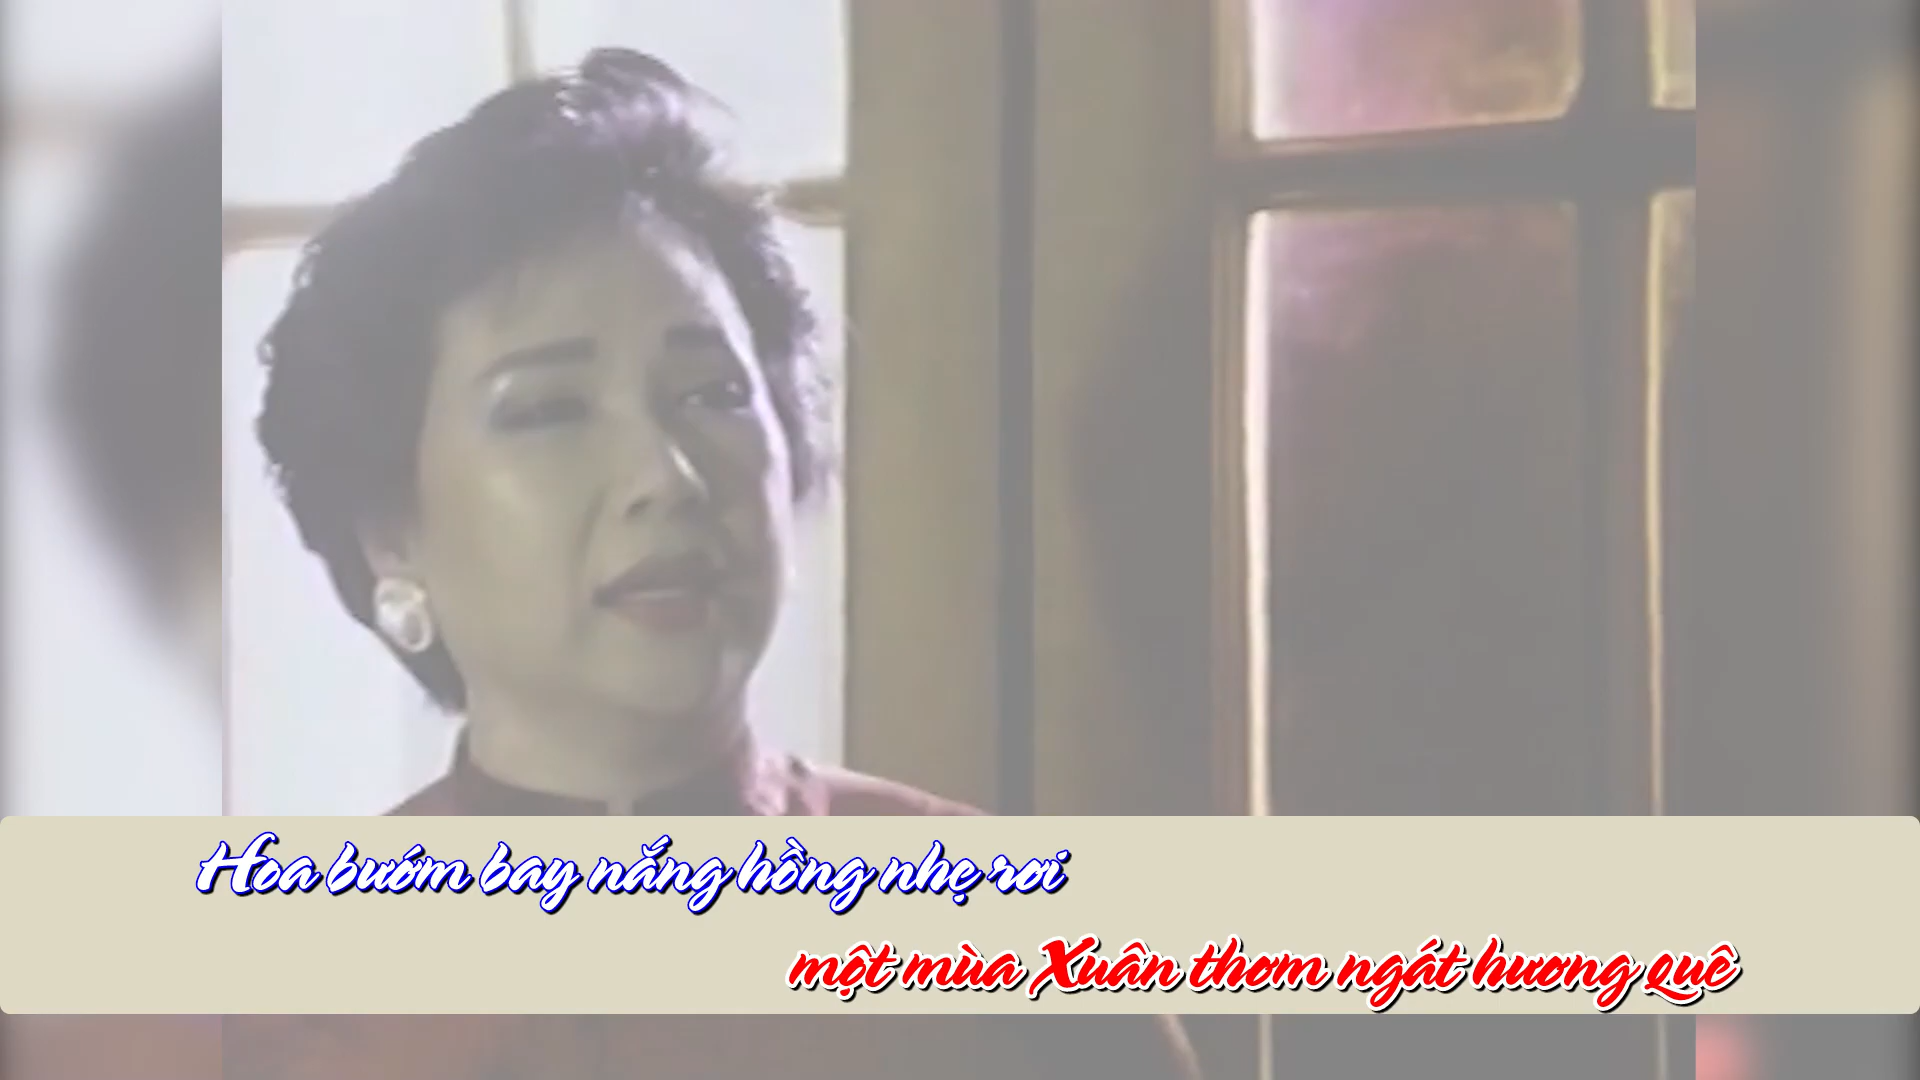 Hoa bướm bay nắng hồng nhẹ rơi
một mùa Xuân thơm ngát hương quê